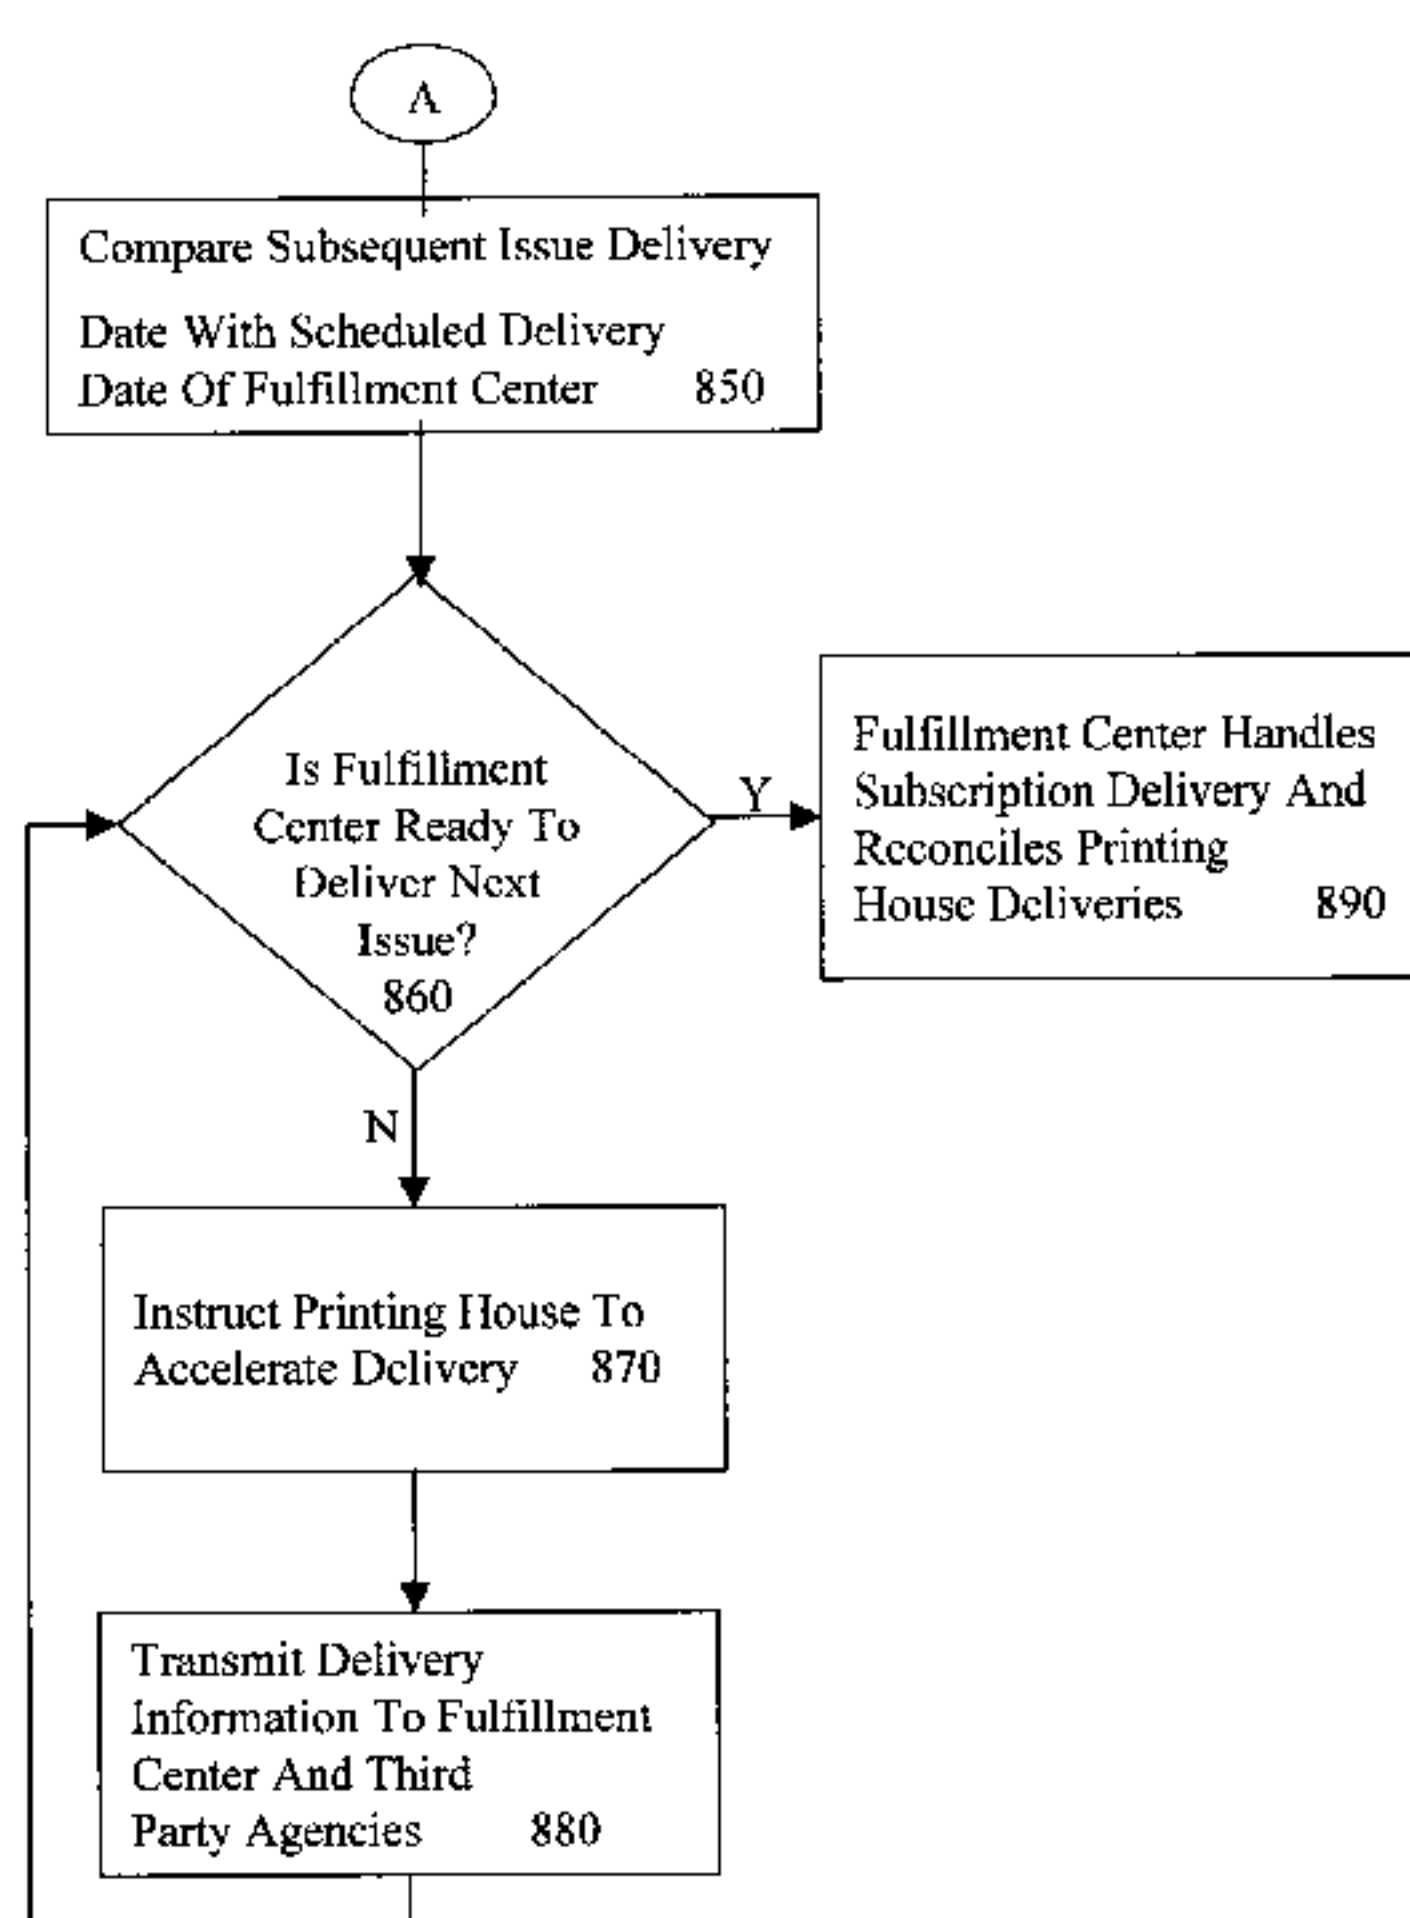 A
Compare Subsequent Issue Delivery
Date With Scheduled Delivery
Date Of Fulfillment Center 850
Is Fulfillment
Center Ready To
Deliver Next
Issue?
860
Y
Fulfillment Center Handles
Subscription Delivery And
Reconciles Printing
House Deliveries 890
N
Instruct Printing House To
Accelerate Delivery 870
Transmit Delivery
Information To Fulfillment
Center And Third
Party Agencies 880